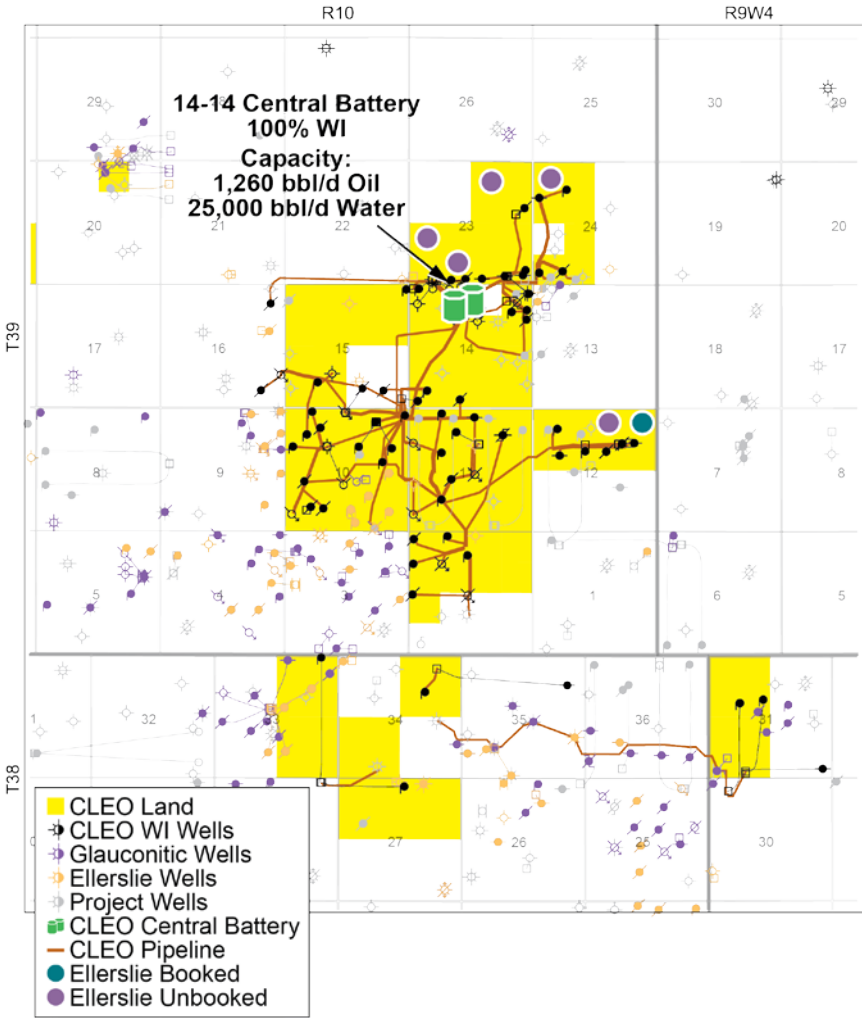 R10
R9W4
29
28
26
25
30
29
14-14 Central Battery
100% WI
Capacity:
1,260 bbl/d Oil
25,000 bbl/d Water
20
21
22
23
24
19
20
T39
17
16
15
14
13
18
17
8
9
10
12
7
8
5
4
3
1
6
5
T38
32
33
34
35
36
31
27
26
25
30
CLEO Land
CLEO WI Wells
Glauconitic Wells
Ellerslie Wells
Project Wells
CLEO Central Battery
CLEO Pipeline
Ellerslie Booked
Ellerslie Unbooked